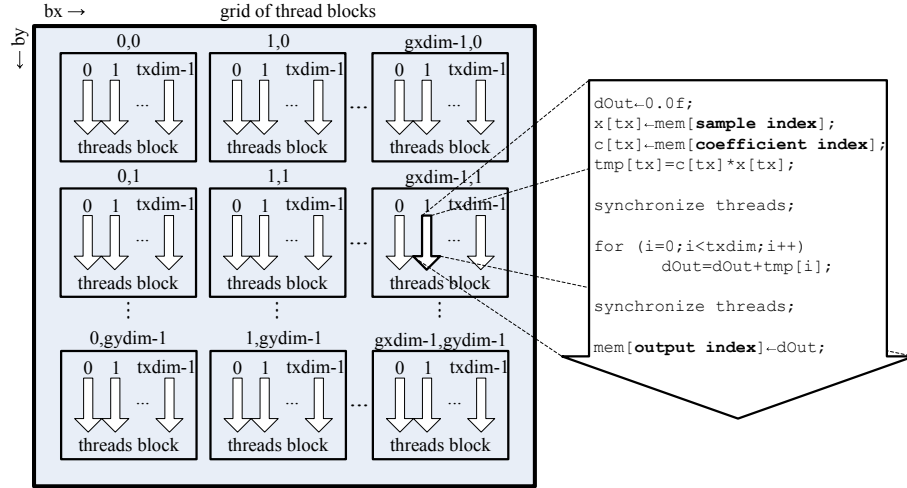 bx → grid of thread blocks
← by
0,0 1,0 gxdim-1,0
0 1 txdim-1 0 1 txdim-1 0 1 txdim-1
... ... ... ...
threads block threads block threads block
0,1 1,1 gxdim-1,1
0 1 txdim-1 0 1 txdim-1 0 1 txdim-1
... ... ... ...
threads block threads block threads block
⋮ ⋮ ⋮
0,gydim-1 1,gydim-1 gxdim-1,gydim-1
0 1 txdim-1 0 1 txdim-1 0 1 txdim-1
... ... ... ...
threads block threads block threads block
dOut←0.0f;
x[tx]←mem[sample index];
c[tx]←mem[coefficient index];
tmp[tx]=c[tx]*x[tx];
synchronize threads;
for (i=0;i<txdim;i++)
dOut=dOut+tmp[i];
synchronize threads;
mem[output index]←dOut;